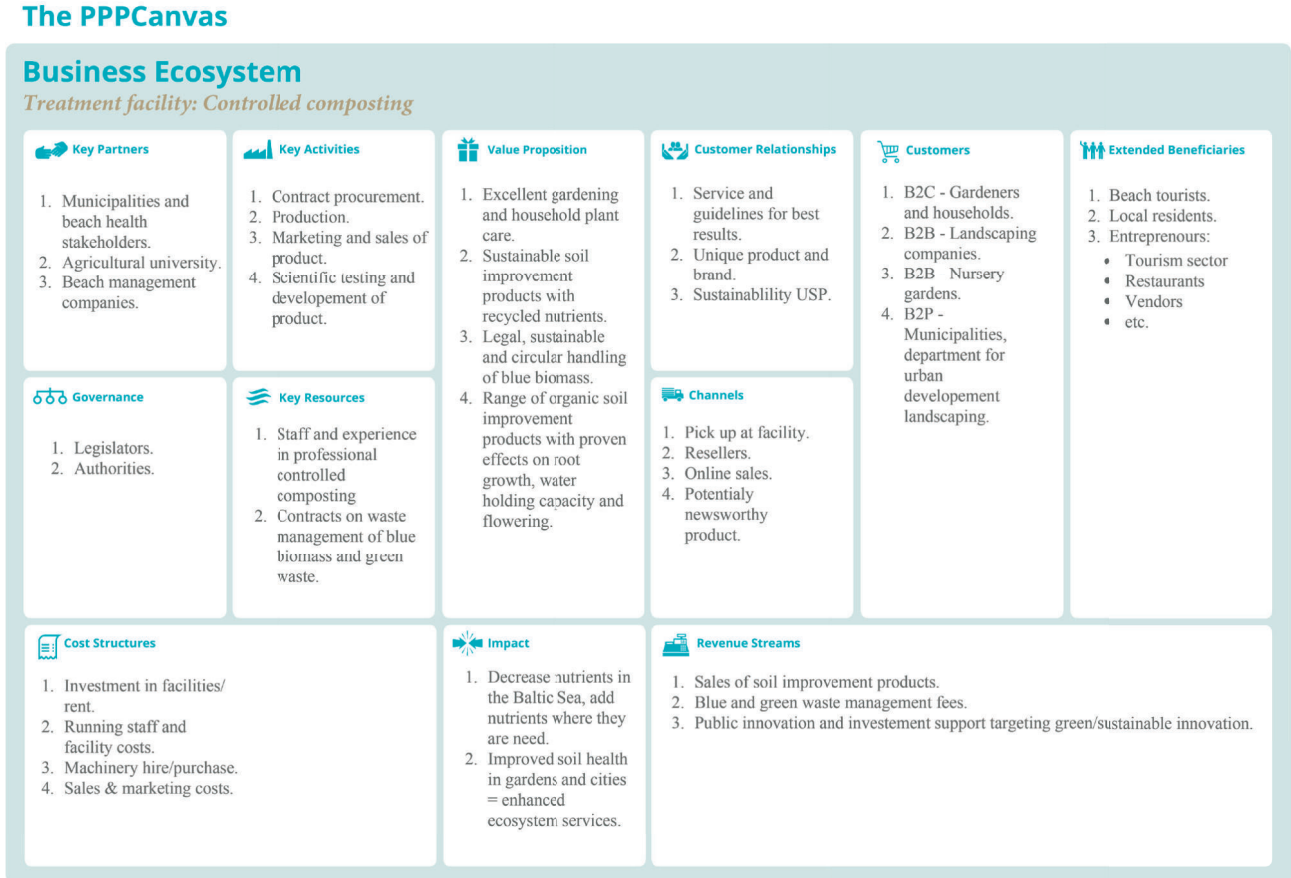 The PPPCanvas
Business Ecosystem
Treatment facility: Controlled composting
Key Partners
1. Municipalities and
beach health
stakeholders.
2. Agricultural university.
3. Beach management
companies.
Key Activities
1. Contract procurement.
2. Production.
3. Marketing and sales of
product.
4. Scientific testing and
developement of
product.
Value Proposition
1. Excellent gardening
and household plant
care.
2. Sustainable soil
improvement
products with
recycled nutrients.
3. Legal, sustainable
and circular handling
of blue biomass.
4. Range of organic soil
improvement
products with proven
effects on root
growth, water
holding capacity and
flowering.
Customer Relationships
1. Service and
guidelines for best
results.
2. Unique product and
brand.
3. Sustainablility USP.
Customers
1. B2C - Gardeners
and households.
2. B2B - Landscaping
companies.
3. B2B Nursery
gardens.
4. B2P -
Municipalities,
department for
urban
developement
landscaping.
Extended Beneficiaries
1. Beach tourists.
2. Local residents.
3. Entreprenours:
• Tourism sector
• Restaurants
• Vendors
• etc.
Governance
1. Legislators.
2. Authorities.
Key Resources
1. Staff and experience
in professional
controlled
composting
2. Contracts on waste
management of blue
biomass and green
waste.
Channels
1. Pick up at facility.
2. Resellers.
3. Online sales.
4. Potentialy
newsworthy
product.
Cost Structures
1. Investment in facilities/
rent.
2. Running staff and
facility costs.
3. Machinery hire/purchase.
4. Sales & marketing costs.
Impact
1. Decrease nutrients in
the Baltic Sea, add
nutrients where they
are need.
2. Improved soil health
in gardens and cities
= enhanced
ecosystem services.
Revenue Streams
1. Sales of soil improvement products.
2. Blue and green waste management fees.
3. Public innovation and investement support targeting green/sustainable innovation.